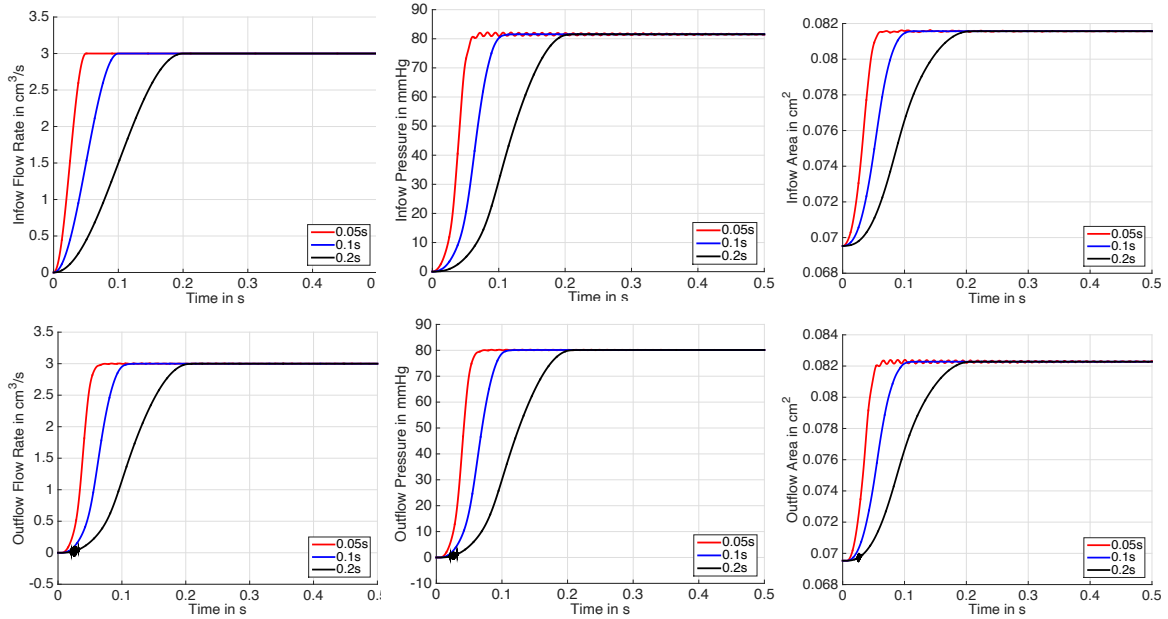 3.5
3
2.5
2
1.5
1
0.5
0
Infow Flow Rate in cm³/s
0 0.1 0.2 0.3 0.4 0
Time in s
0.05s
0.1s
0.2s
90
80
70
60
50
40
30
20
10
0
Infow Pressure in mmHg
0 0.1 0.2 0.3 0.4 0.5
Time in s
0.05s
0.1s
0.2s
0.082
0.08
0.078
0.076
0.074
0.072
0.07
0.068
Infow Area in cm²
0 0.1 0.2 0.3 0.4 0.5
Time in s
0.05s
0.1s
0.2s
3.5
3
2.5
2
1.5
1
0.5
0
-0.5
Outflow Flow Rate in cm³/s
0 0.1 0.2 0.3 0.4 0.
Time in s
0.05s
0.1s
0.2s
90
80
70
60
50
40
30
20
10
0
-10
Outflow Pressure in mmHg
0 0.1 0.2 0.3 0.4 0.5
Time in s
0.05s
0.1s
0.2s
0.084
0.082
0.08
0.078
0.076
0.074
0.072
0.07
0.068
Outflow Area in cm²
0 0.1 0.2 0.3 0.4 0.5
Time in s
0.05s
0.1s
0.2s